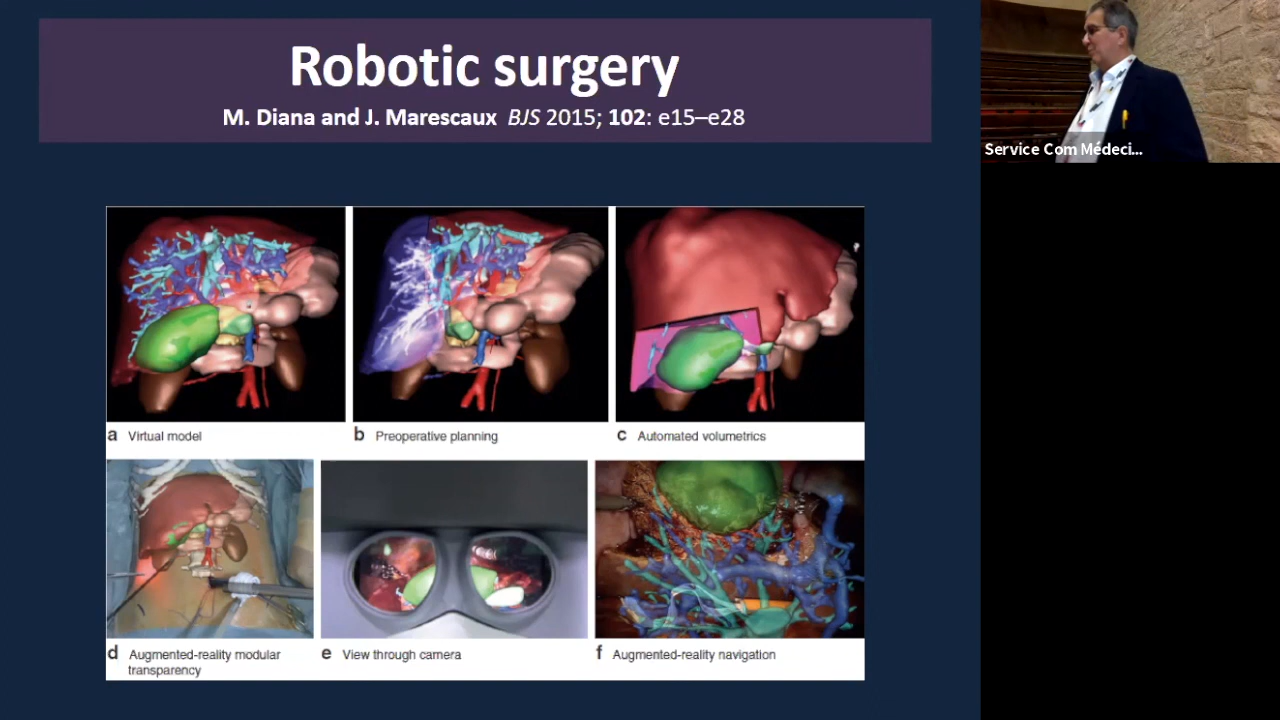 Robotic surgery
M. Diana and J. Marescaux BJS 2015; 102: e15–e28
Service Com Médeci...
a Virtual model
b Preoperative planning
c Automated volumetrics
d Augmented-reality modular
transparency
e View through camera
f Augmented-reality navigation